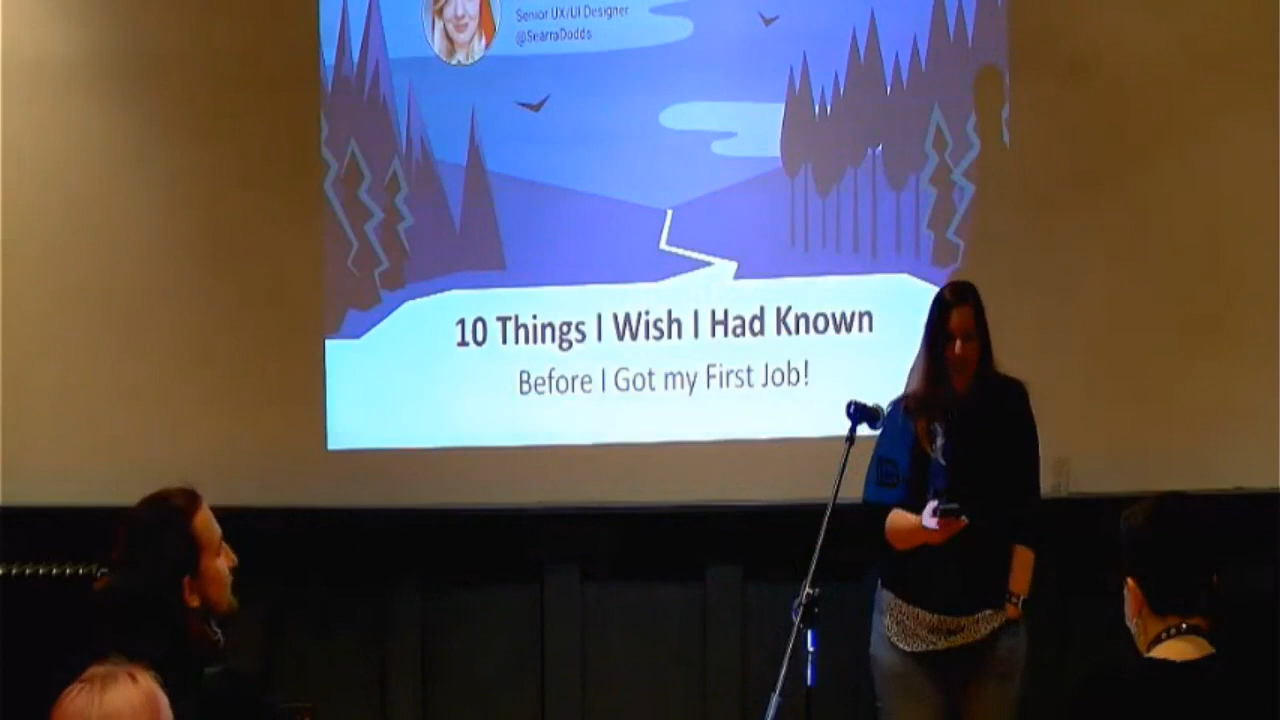 Senior UX/UI Designer
@SearraDodds
10 Things I Wish I Had Known
Before I Got my First Job!